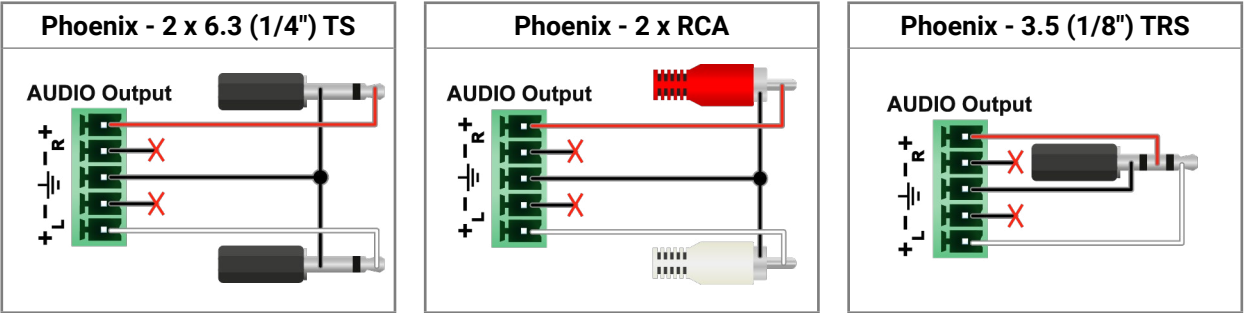 Phoenix - 2 x 6.3 (1/4") TS
AUDIO Output
+
-
R
-
+
L
Phoenix - 2 x RCA
AUDIO Output
+
-
R
-
+
L
Phoenix - 3.5 (1/8") TRS
AUDIO Output
+
-
R
-
+
L